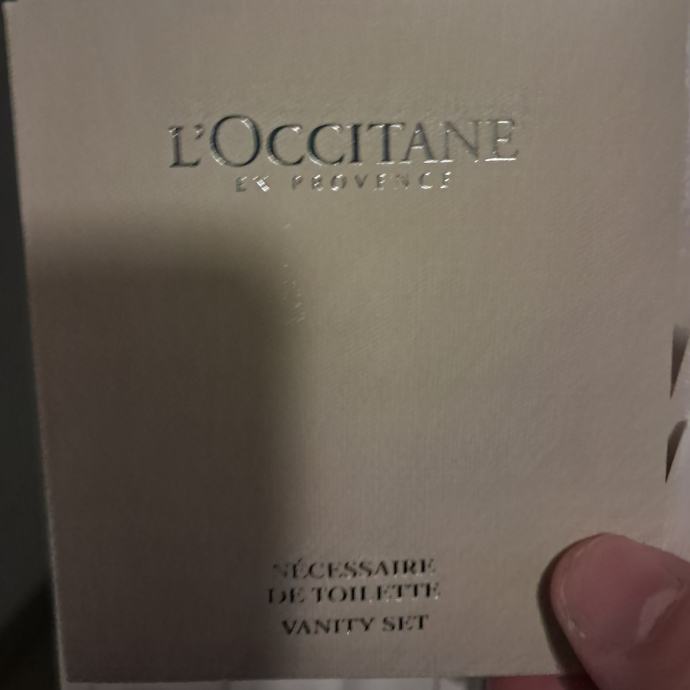 L'OCCITANE
EN PROVENCE
NÉCESSAIRE
DE TOILETTE
VANITY SET